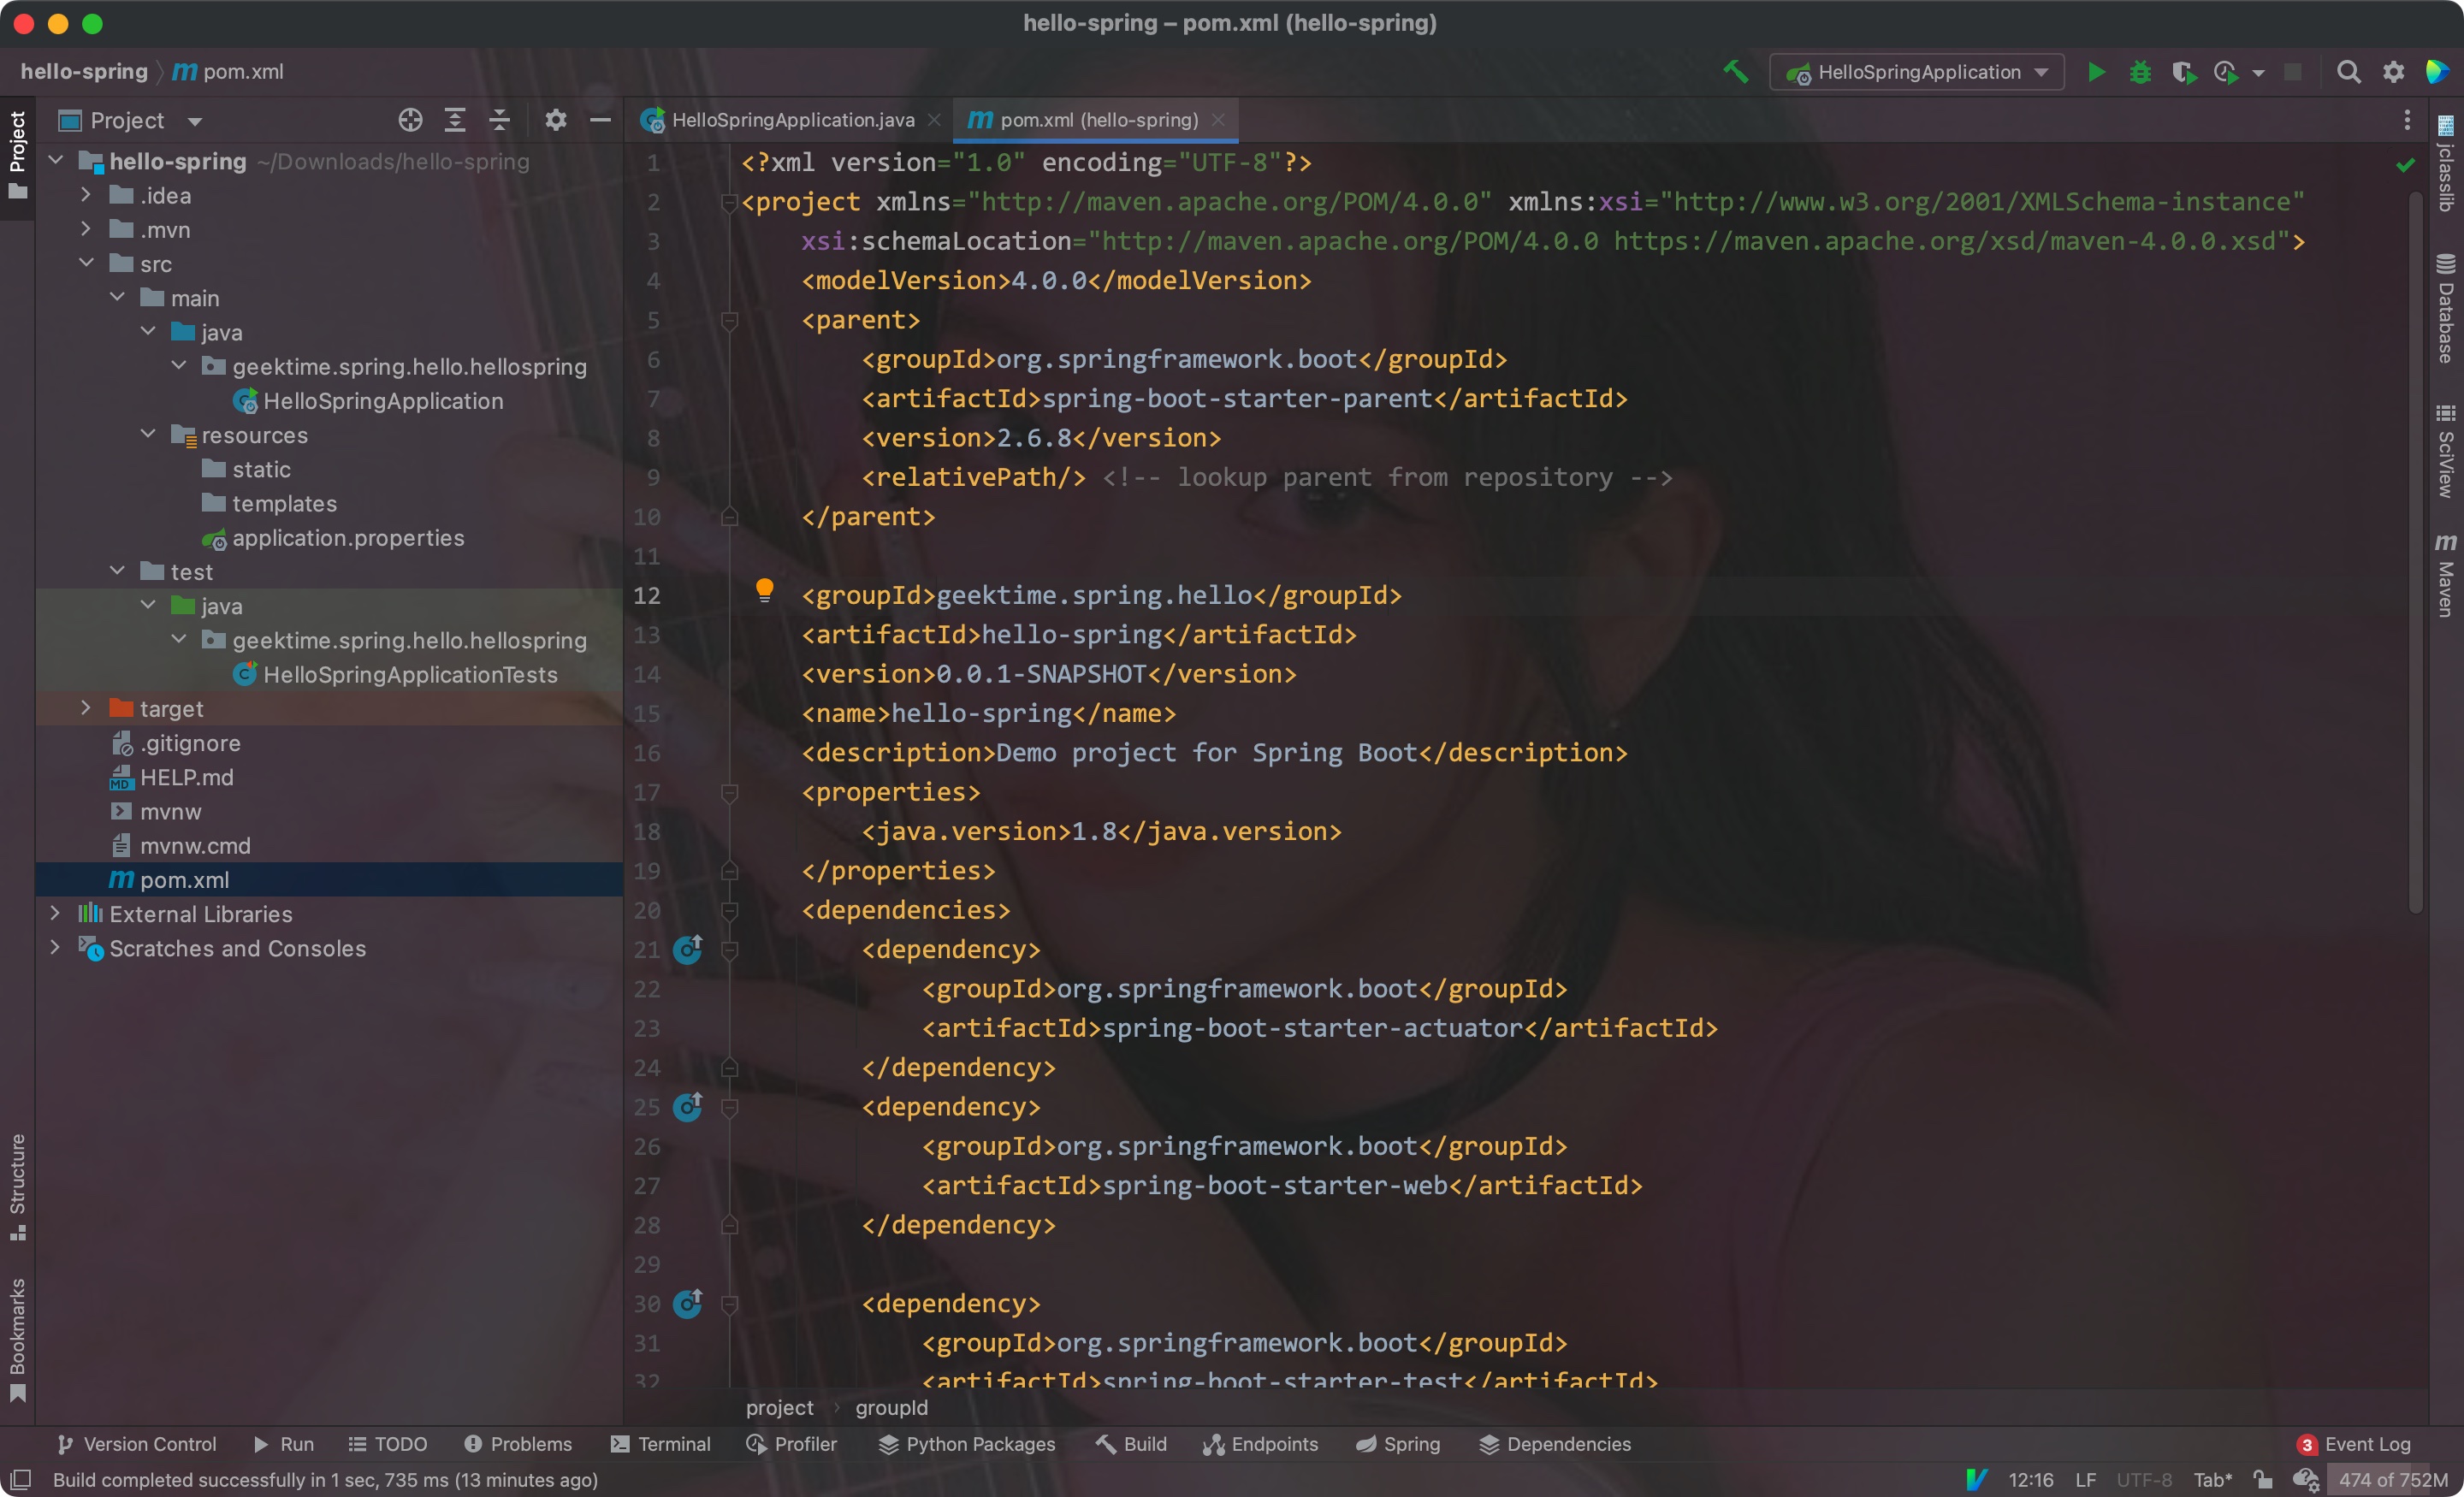 hello-spring – pom.xml (hello-spring)
hello-spring pom.xml
HelloSpringApplication
Project
Project
HelloSpringApplication.java
pom.xml (hello-spring)
hello-spring ~/Downloads/hello-spring
.idea
.mvn
src
main
java
geektime.spring.hello.hellospring
HelloSpringApplication
resources
static
templates
application.properties
test
java
geektime.spring.hello.hellospring
HelloSpringApplicationTests
target
.gitignore
HELP.md
mvnw
mvnw.cmd
pom.xml
External Libraries
Scratches and Consoles
Structure
Bookmarks
1 <?xml version="1.0" encoding="UTF-8"?>
2 <project xmlns="http://maven.apache.org/POM/4.0.0" xmlns:xsi="http://www.w3.org/2001/XMLSchema-instance"
3 xsi:schemaLocation="http://maven.apache.org/POM/4.0.0 https://maven.apache.org/xsd/maven-4.0.0.xsd">
4 <modelVersion>4.0.0</modelVersion>
5 <parent>
6 <groupId>org.springframework.boot</groupId>
7 <artifactId>spring-boot-starter-parent</artifactId>
8 <version>2.6.8</version>
9 <relativePath/> <!-- lookup parent from repository -->
10 </parent>
11
12 <groupId>geektime.spring.hello</groupId>
13 <artifactId>hello-spring</artifactId>
14 <version>0.0.1-SNAPSHOT</version>
15 <name>hello-spring</name>
16 <description>Demo project for Spring Boot</description>
17 <properties>
18 <java.version>1.8</java.version>
19 </properties>
20 <dependencies>
21 <dependency>
22 <groupId>org.springframework.boot</groupId>
23 <artifactId>spring-boot-starter-actuator</artifactId>
24 </dependency>
25 <dependency>
26 <groupId>org.springframework.boot</groupId>
27 <artifactId>spring-boot-starter-web</artifactId>
28 </dependency>
29
30 <dependency>
31 <groupId>org.springframework.boot</groupId>
32 <artifactId>spring-boot-starter-test</artifactId>
project groupId
jclasslib
Database
SciView
Maven
Version Control Run TODO Problems Terminal Profiler Python Packages Build Endpoints Spring Dependencies 3 Event Log
Build completed successfully in 1 sec, 735 ms (13 minutes ago) 12:16 LF UTF-8 Tab* 474 of 752M